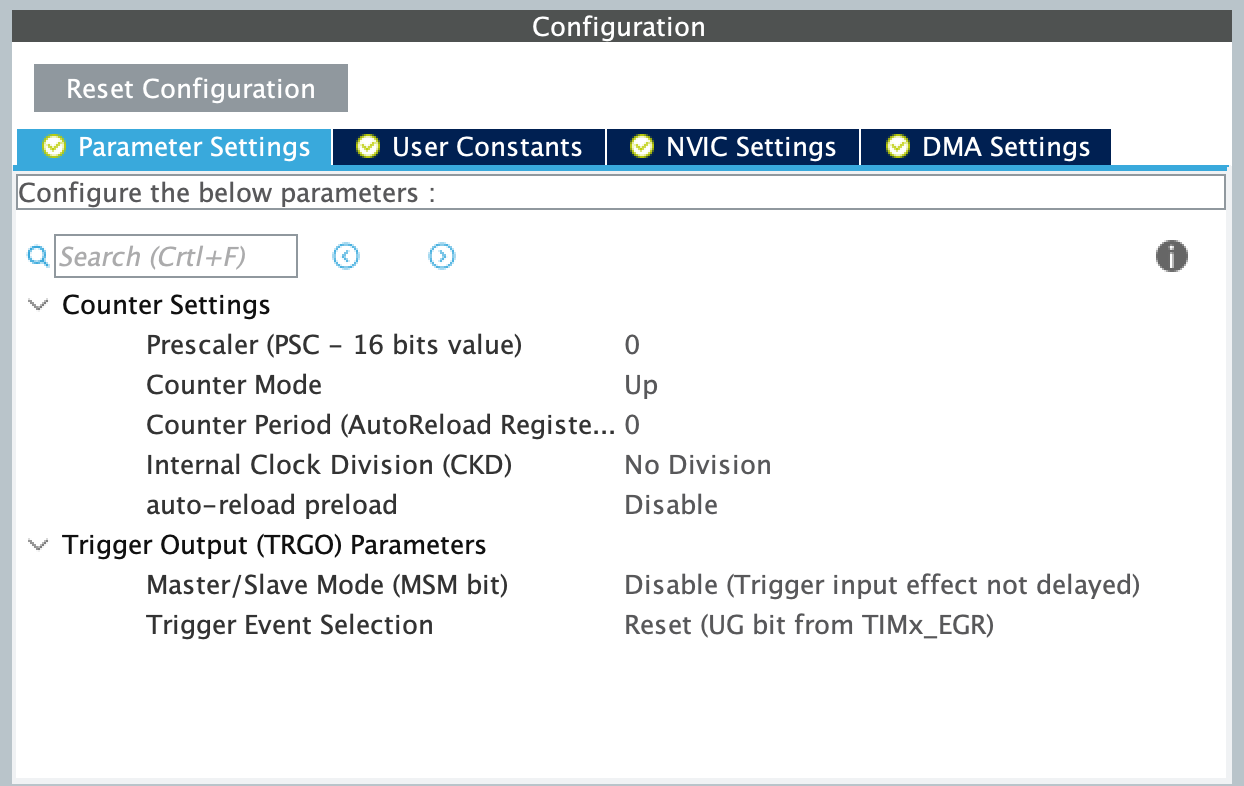 Configuration
Reset Configuration
Parameter Settings User Constants NVIC Settings DMA Settings
Configure the below parameters :
Search (Crtl+F)
Counter Settings
Prescaler (PSC - 16 bits value) 0
Counter Mode Up
Counter Period (AutoReload Registe... 0
Internal Clock Division (CKD) No Division
auto-reload preload Disable
Trigger Output (TRGO) Parameters
Master/Slave Mode (MSM bit) Disable (Trigger input effect not delayed)
Trigger Event Selection Reset (UG bit from TIMx_EGR)